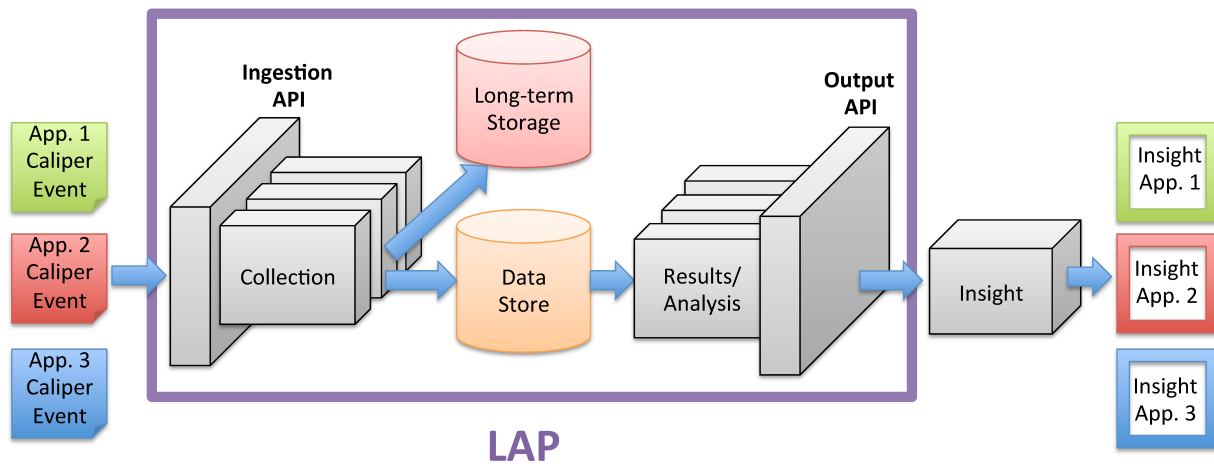 App. 1
Caliper
Event
App. 2
Caliper
Event
App. 3
Caliper
Event
Ingestion
API
Collection
Long-term
Storage
Data
Store
Results/
Analysis
Output
API
Insight
Insight
App. 1
Insight
App. 2
Insight
App. 3
LAP